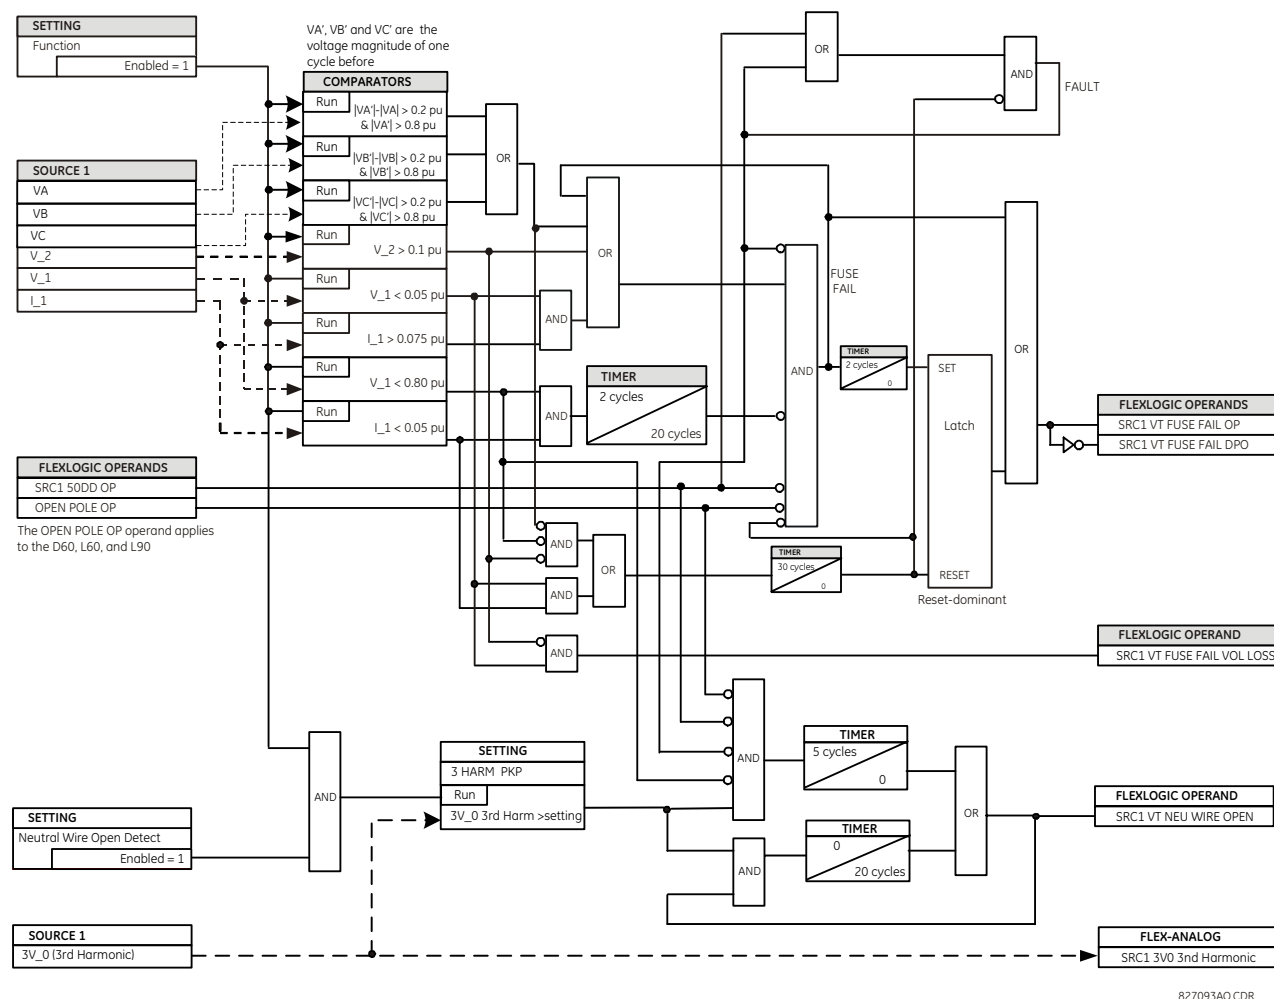 SETTING
Function
Enabled = 1
VA', VB' and VC' are the
voltage magnitude of one
cycle before
COMPARATORS
Run
|VA'|-|VA| > 0.2 pu
& |VA'| > 0.8 pu
Run
|VB'|-|VB| > 0.2 pu
& |VB'| > 0.8 pu
Run
|VC'|-|VC| > 0.2 pu
& |VC'| > 0.8 pu
Run
V_2 > 0.1 pu
Run
V_1 < 0.05 pu
Run
I_1 > 0.075 pu
Run
V_1 < 0.80 pu
Run
I_1 < 0.05 pu
SOURCE 1
VA
VB
VC
V_2
V_1
I_1
OR
OR
AND
FAULT
OR
AND
AND
TIMER
2 cycles
20 cycles
FUSE
FAIL
AND
TIMER
2 cycles
0
SET
Latch
RESET
Reset-dominant
OR
FLEXLOGIC OPERANDS
SRC1 VT FUSE FAIL OP
SRC1 VT FUSE FAIL DPO
FLEXLOGIC OPERANDS
SRC1 50DD OP
OPEN POLE OP
The OPEN POLE OP operand applies
to the D60, L60, and L90
AND
AND
OR
TIMER
30 cycles
0
AND
FLEXLOGIC OPERAND
SRC1 VT FUSE FAIL VOL LOSS
AND
SETTING
3 HARM PKP
Run
3V_0 3rd Harm >setting
AND
TIMER
5 cycles
0
AND
TIMER
0
20 cycles
OR
FLEXLOGIC OPERAND
SRC1 VT NEU WIRE OPEN
SETTING
Neutral Wire Open Detect
Enabled = 1
SOURCE 1
3V_0 (3rd Harmonic)
FLEX-ANALOG
SRC1 3V0 3nd Harmonic
827093AQ.CDR